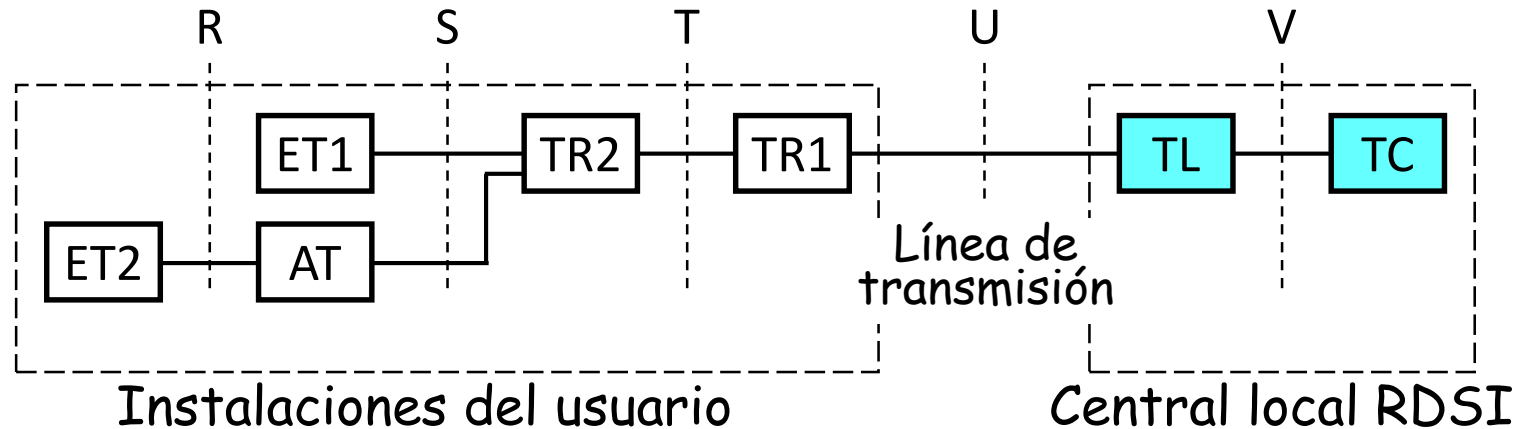 R S T U V
ET1 TR2 TR1 TL TC
ET2 AT
Línea de
transmisión
Instalaciones del usuario
Central local RDSI